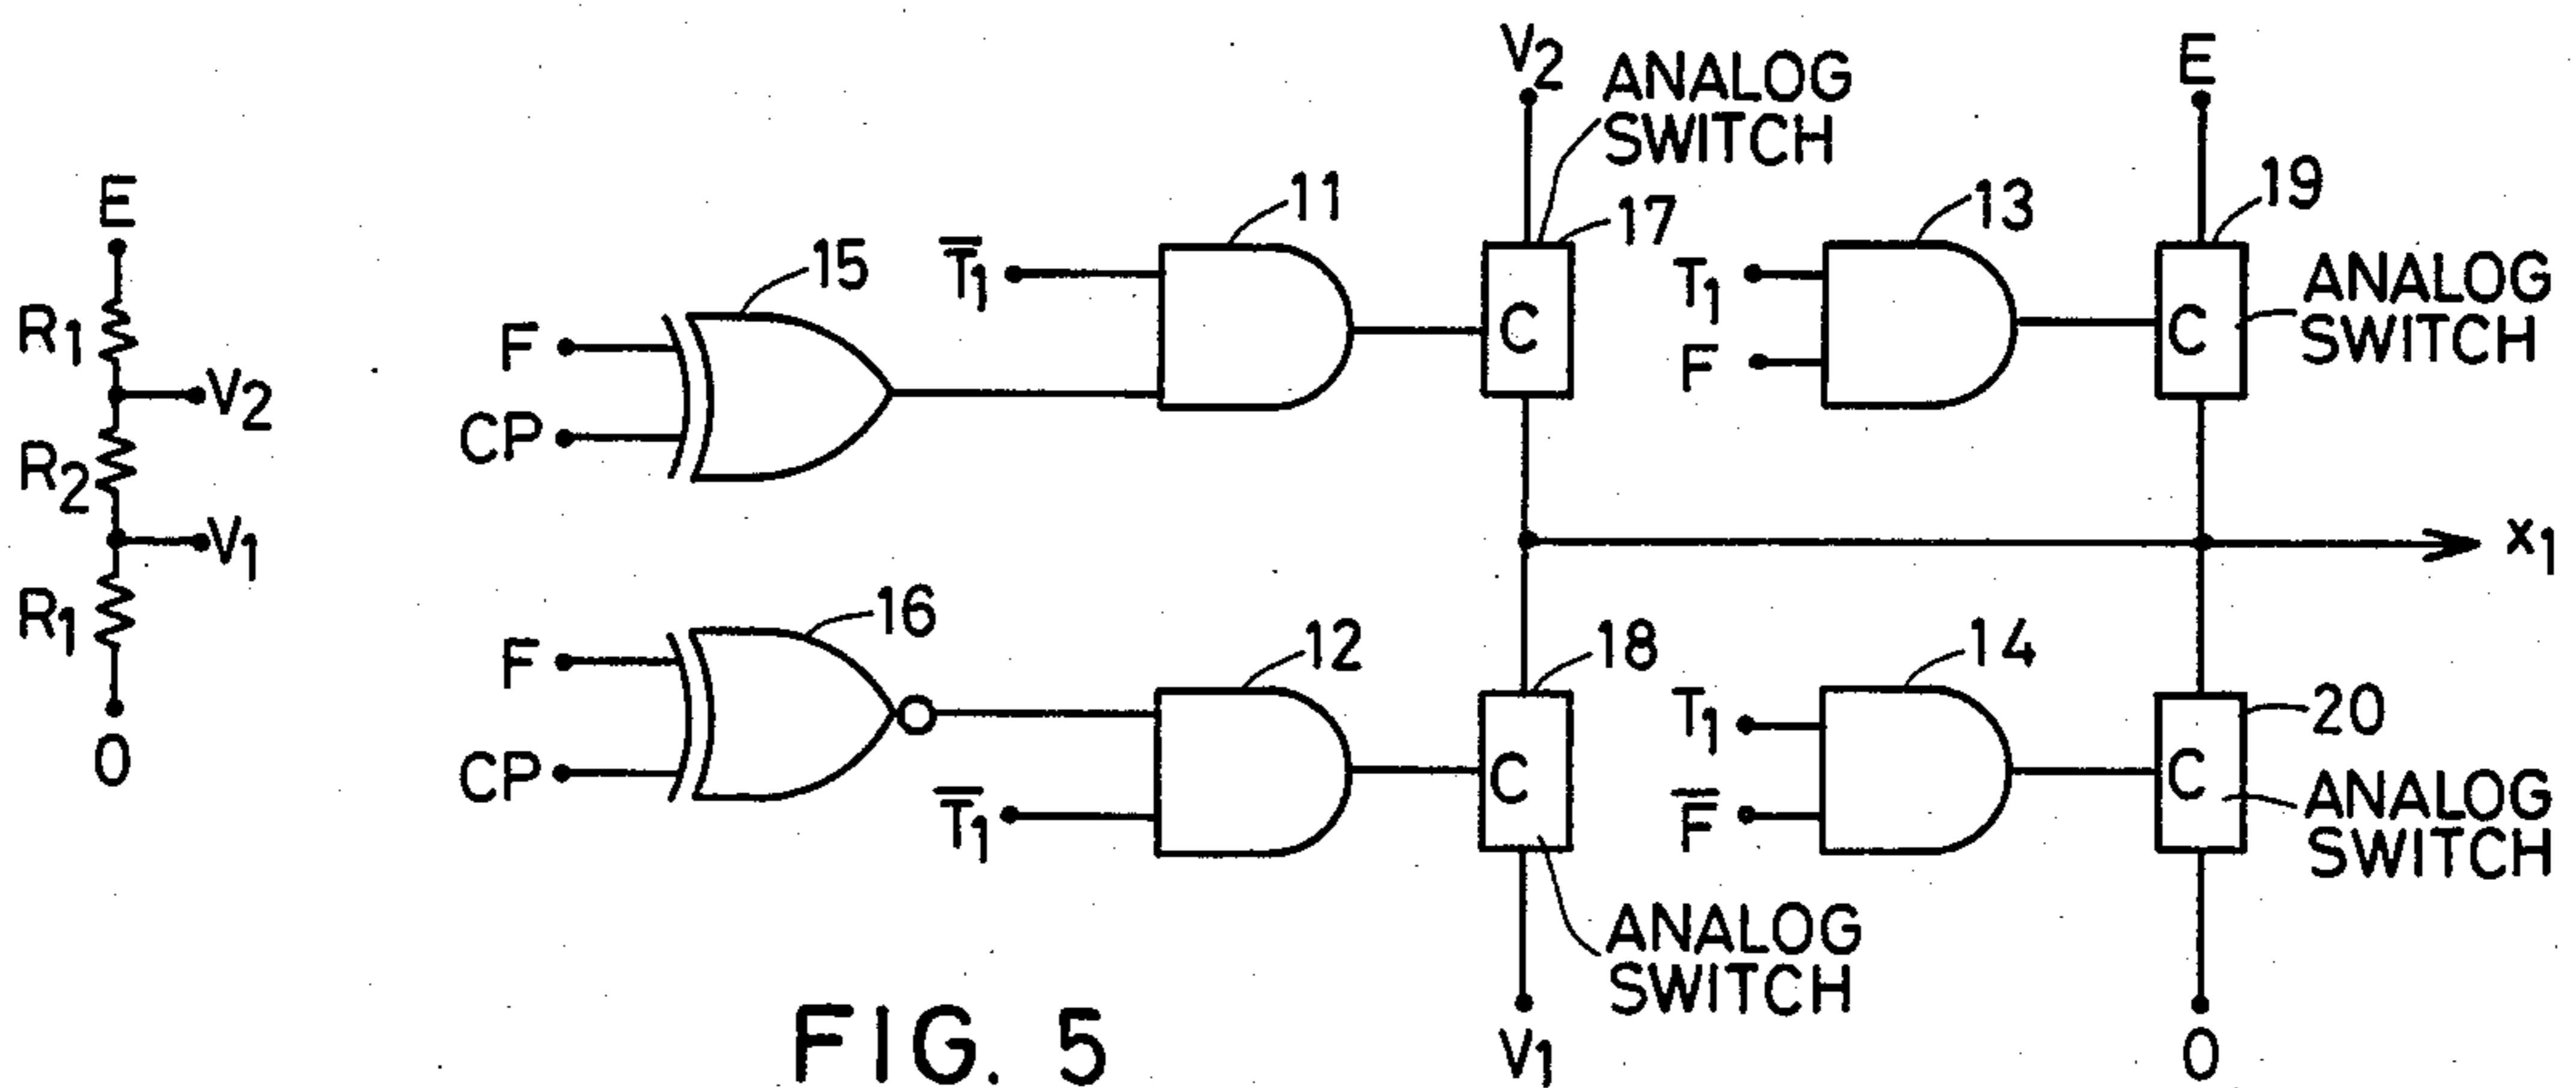 E
R1
V2
R2
V1
R1
0
F
CP
15
T̅1
11
V2
ANALOG
SWITCH
17
C
T1
F
13
E
19
C
ANALOG
SWITCH
x1
F
CP
16
T̅1
12
18
C
ANALOG
SWITCH
V1
T1
F̅
14
20
C
ANALOG
SWITCH
0
FIG. 5